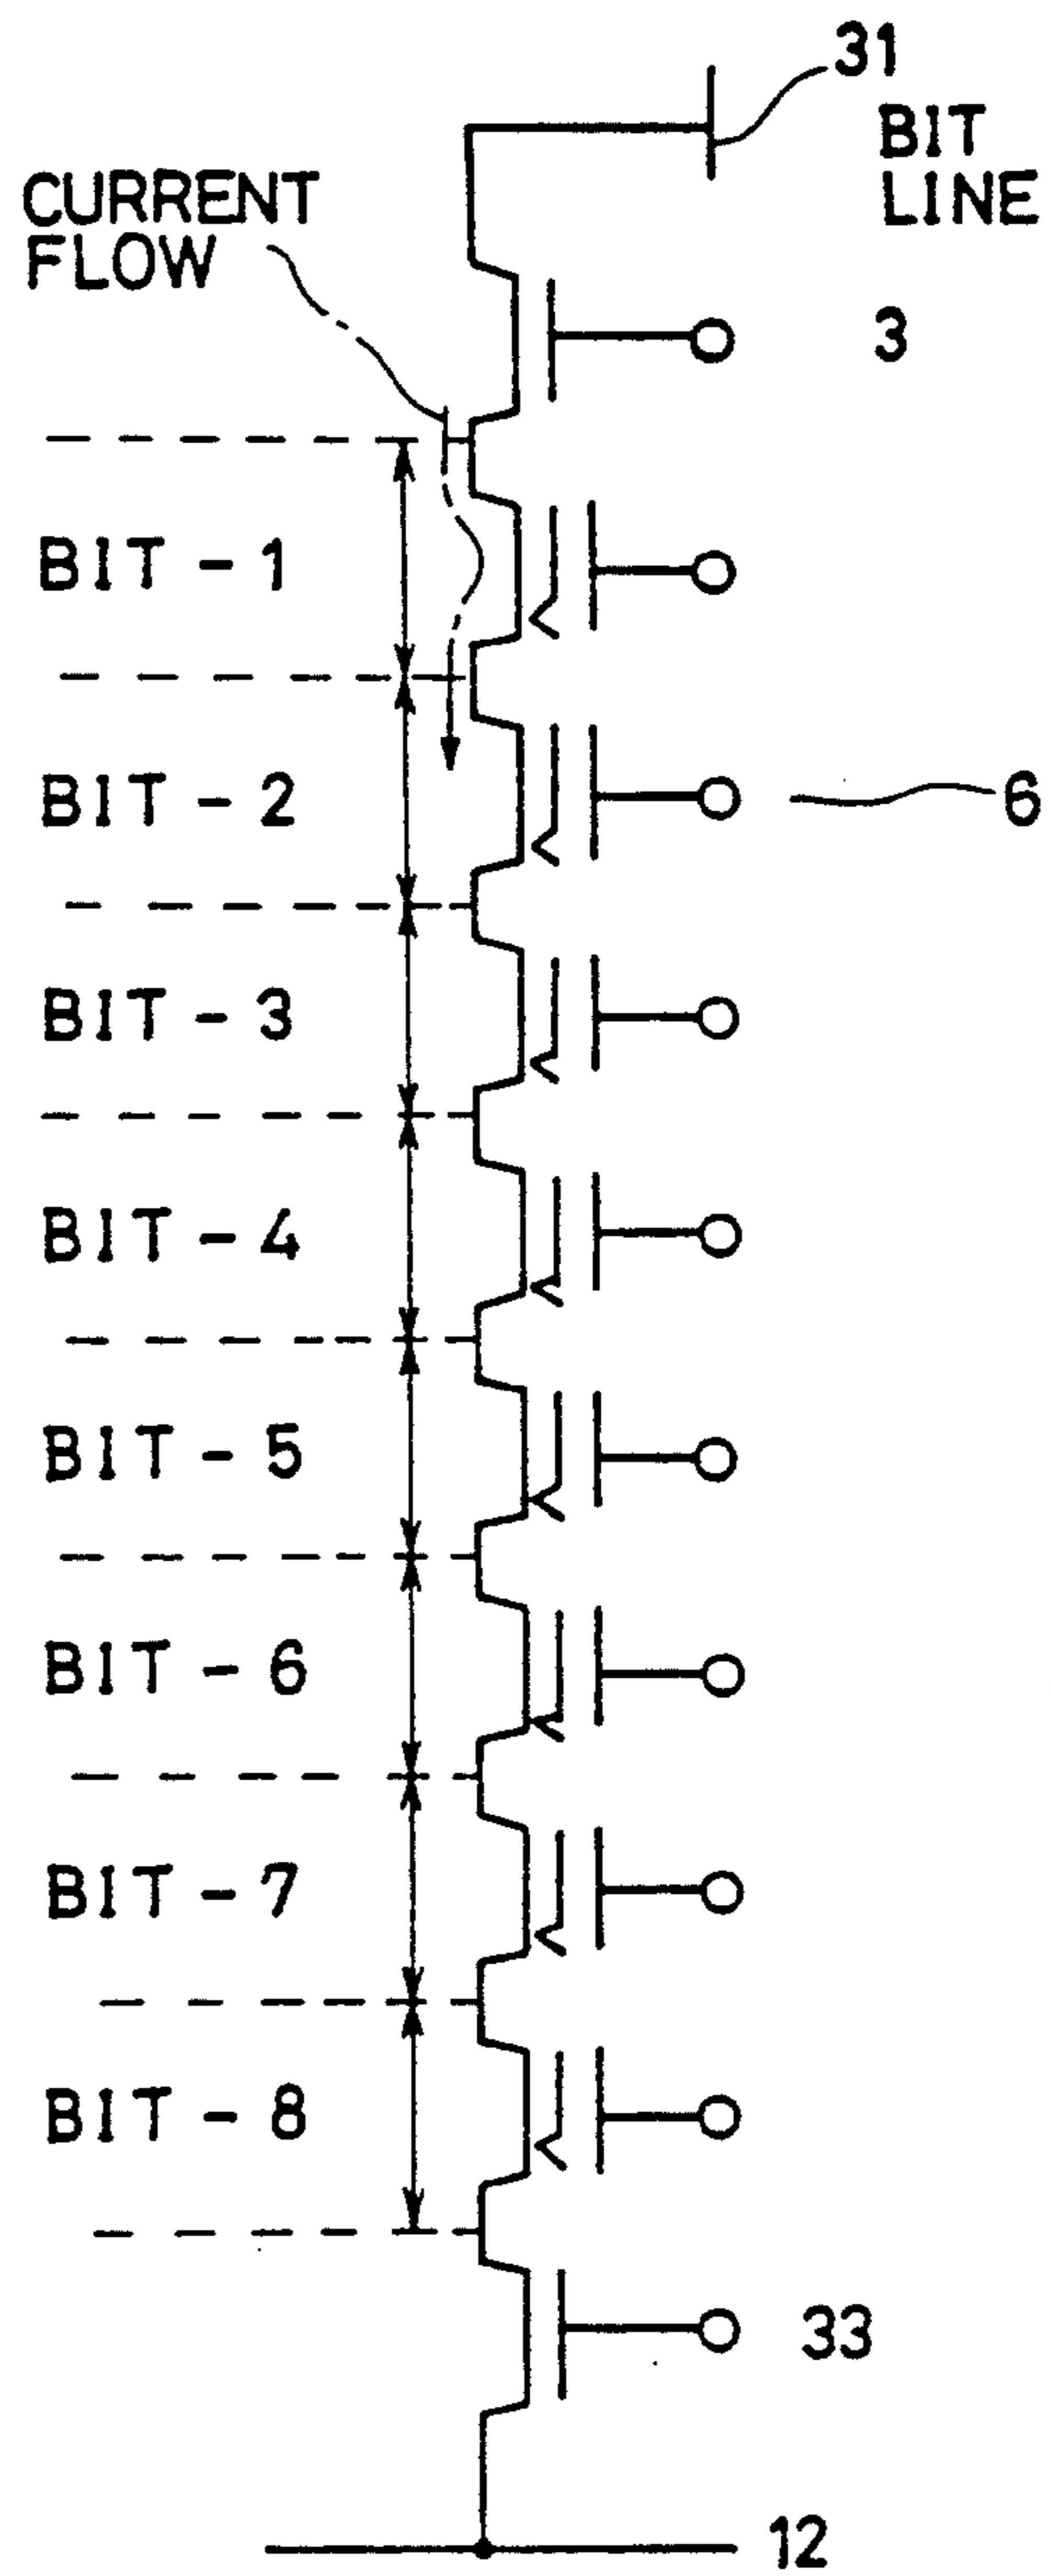 31
BIT
LINE
CURRENT
FLOW
3
BIT - 1
BIT - 2
6
BIT - 3
BIT - 4
BIT - 5
BIT - 6
BIT - 7
BIT - 8
33
12